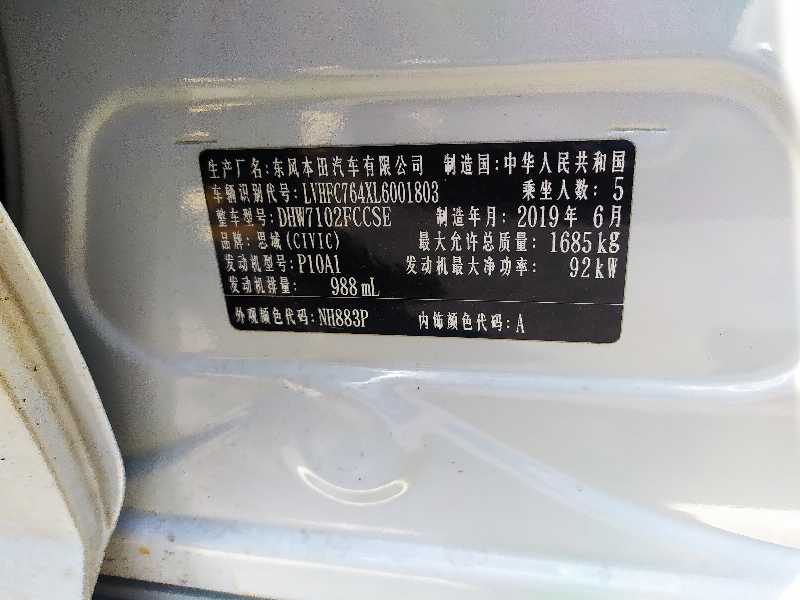 生产厂名:东风本田汽车有限公司 制造国:中华人民共和国
车辆识别代号:LVHFC764XL6001803 乘坐人数:5
整车型号:DHW7102FCCSE 制造年月:2019年 6月
品牌:思域(CIVIC) 最大允许总质量:1685kg
发动机型号:P10A1 发动机最大净功率:92kW
发动机排量: 988mL
外观颜色代码:NH883P 内饰颜色代码:A